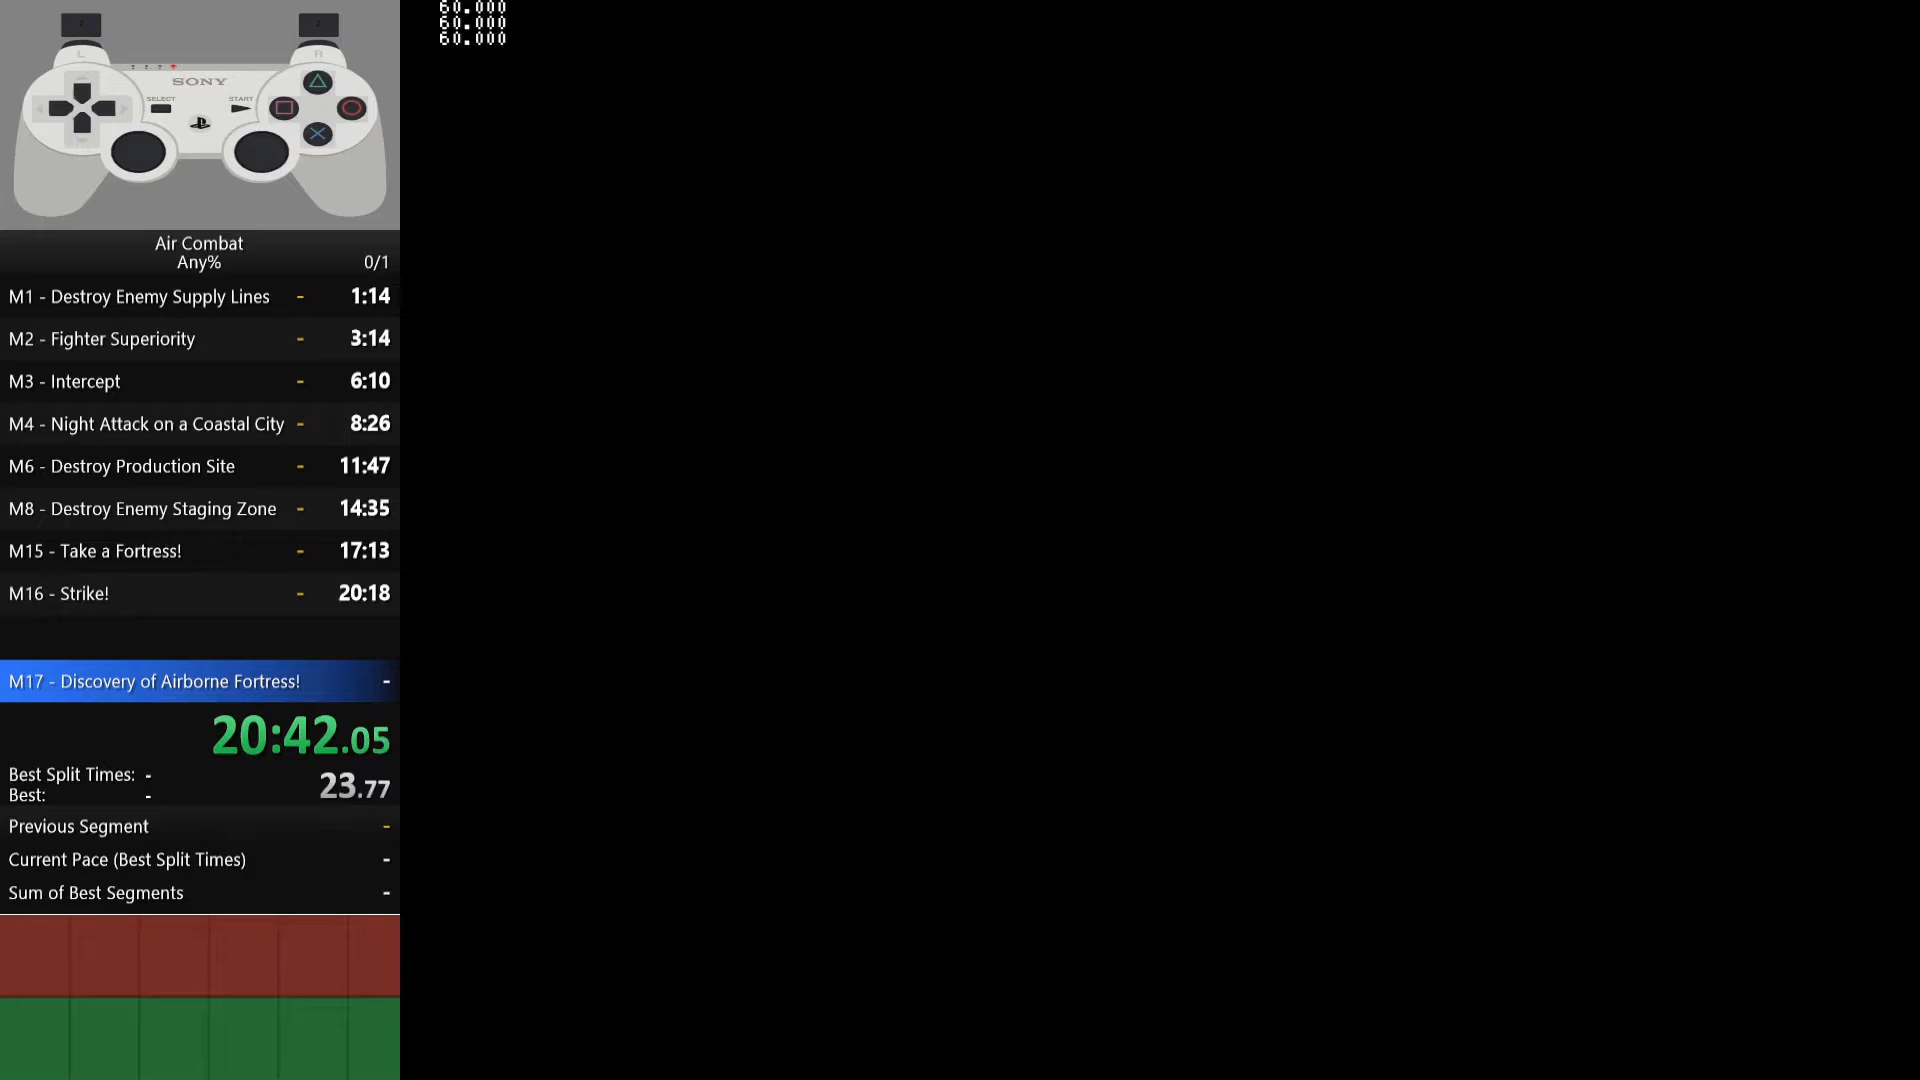 60.000
60.000
60.000
L
R
SONY
SELECT
START
Air Combat
Any%
0/1
M1 - Destroy Enemy Supply Lines - 1:14
M2 - Fighter Superiority - 3:14
M3 - Intercept - 6:10
M4 - Night Attack on a Coastal City - 8:26
M6 - Destroy Production Site - 11:47
M8 - Destroy Enemy Staging Zone - 14:35
M15 - Take a Fortress! - 17:13
M16 - Strike! - 20:18
M17 - Discovery of Airborne Fortress! -
20:42.05
Best Split Times: -
23.77
Best: -
Previous Segment -
Current Pace (Best Split Times) -
Sum of Best Segments -